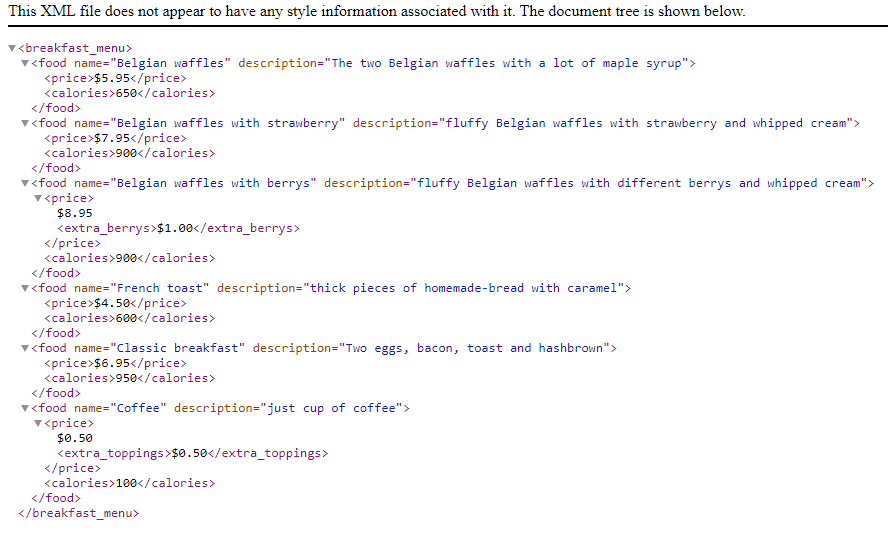 This XML file does not appear to have any style information associated with it. The document tree is shown below.
▼<breakfast_menu>
▼<food name="Belgian waffles" description="The two Belgian waffles with a lot of maple syrup">
<price>$5.95</price>
<calories>650</calories>
</food>
▼<food name="Belgian waffles with strawberry" description="fluffy Belgian waffles with strawberry and whipped cream">
<price>$7.95</price>
<calories>900</calories>
</food>
▼<food name="Belgian waffles with berrys" description="fluffy Belgian waffles with different berrys and whipped cream">
▼<price>
$8.95
<extra_berrys>$1.00</extra_berrys>
</price>
<calories>900</calories>
</food>
▼<food name="French toast" description="thick pieces of homemade-bread with caramel">
<price>$4.50</price>
<calories>600</calories>
</food>
▼<food name="Classic breakfast" description="Two eggs, bacon, toast and hashbrown">
<price>$6.95</price>
<calories>950</calories>
</food>
▼<food name="Coffee" description="just cup of coffee">
▼<price>
$0.50
<extra_toppings>$0.50</extra_toppings>
</price>
<calories>100</calories>
</food>
</breakfast_menu>